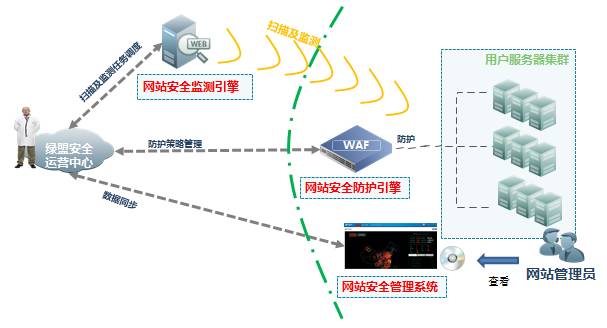 扫描及监测
WEB
用户服务器集群
扫描及监测任务调度
网站安全监测引擎
绿盟安全
运营中心
防护策略管理
WAF
防护
网站安全防护引擎
数据同步
网站安全管理系统
查看
网站管理员